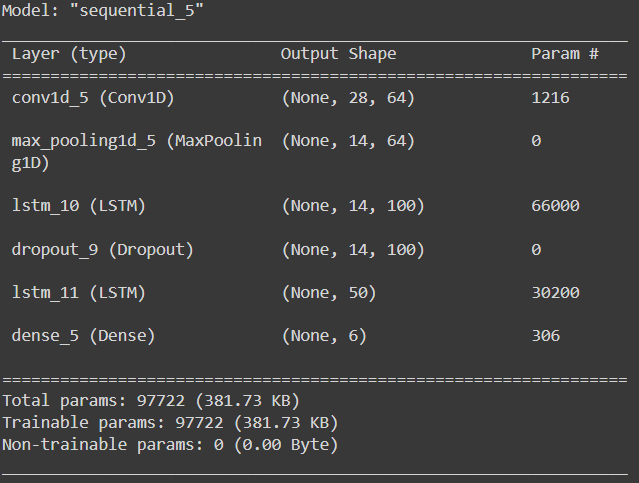 Model: "sequential_5"
_________________________________________________________________
Layer (type) Output Shape Param #
=================================================================
conv1d_5 (Conv1D) (None, 28, 64) 1216
max_pooling1d_5 (MaxPoolin (None, 14, 64) 0
g1D)
lstm_10 (LSTM) (None, 14, 100) 66000
dropout_9 (Dropout) (None, 14, 100) 0
lstm_11 (LSTM) (None, 50) 30200
dense_5 (Dense) (None, 6) 306
=================================================================
Total params: 97722 (381.73 KB)
Trainable params: 97722 (381.73 KB)
Non-trainable params: 0 (0.00 Byte)
_________________________________________________________________